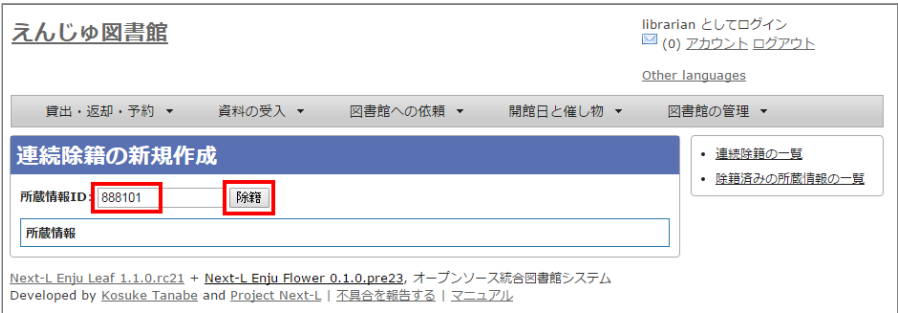 えんじゅ図書館
librarian としてログイン
(0) アカウント ログアウト
Other languages
貸出・返却・予約 ▼ 資料の受入 ▼ 図書館への依頼 ▼ 開館日と催し物 ▼ 図書館の管理 ▼
連続除籍の新規作成
所蔵情報ID: 888101 除籍
所蔵情報
• 連続除籍の一覧
• 除籍済みの所蔵情報の一覧
Next-L Enju Leaf 1.1.0.rc21 + Next-L Enju Flower 0.1.0.pre23, オープンソース統合図書館システム
Developed by Kosuke Tanabe and Project Next-L | 不具合を報告する | マニュアル